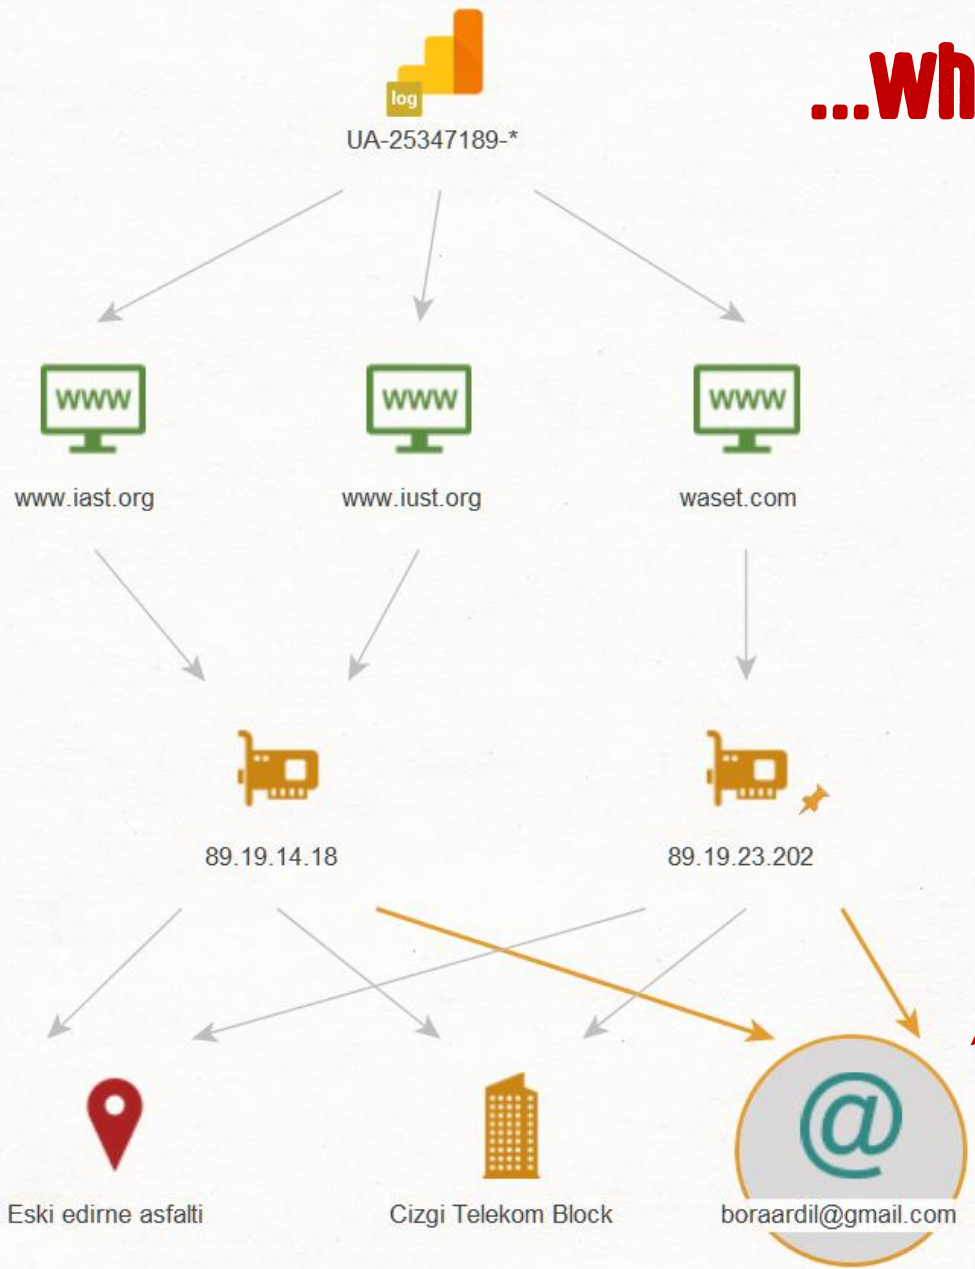 ...Wh
log
UA-25347189-*
www
www
www
www.iast.org
www.iust.org
waset.com
89.19.14.18
89.19.23.202
@
Eski edirne asfalti
Cizgi Telekom Block
boraardil@gmail.com